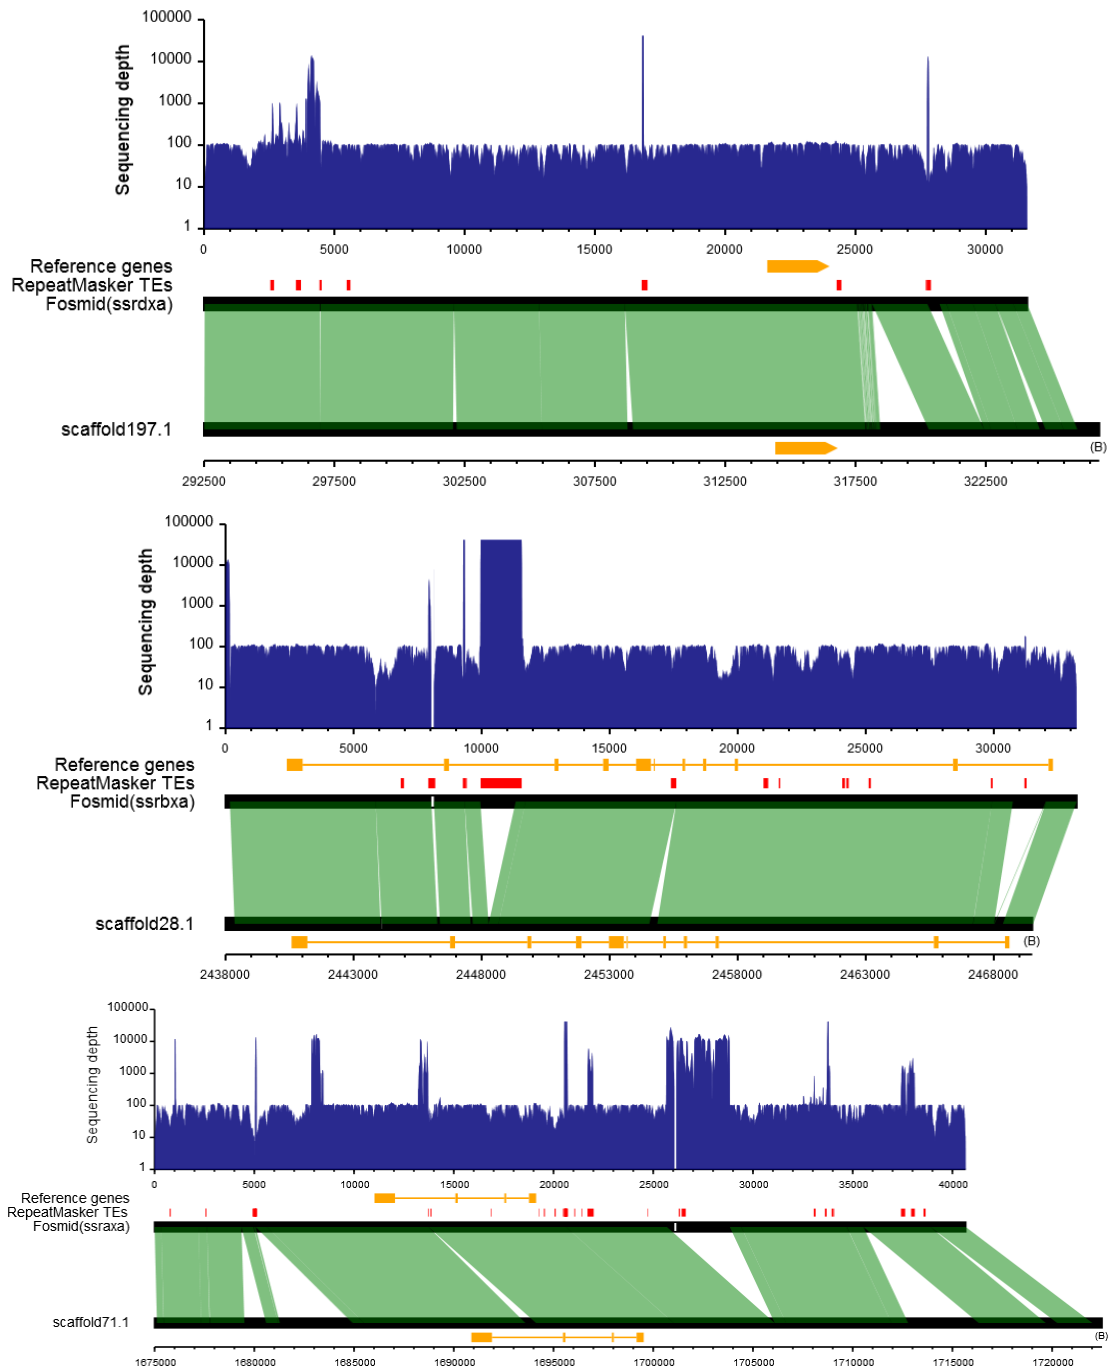 100000
10000
1000
100
10
1
Sequencing depth
0 5000 10000 15000 20000 25000 30000
Reference genes
RepeatMasker TEs
Fosmid(ssrdxa)
scaffold197.1
(B)
292500 297500 302500 307500 312500 317500 322500
100000
10000
1000
100
10
1
Sequencing depth
0 5000 10000 15000 20000 25000 30000
Reference genes
RepeatMasker TEs
Fosmid(ssrbxa)
scaffold28.1
(B)
2438000 2443000 2448000 2453000 2458000 2463000 2468000
100000
10000
1000
100
10
1
Sequencing depth
0 5000 10000 15000 20000 25000 30000 35000 40000
Reference genes
RepeatMasker TEs
Fosmid(ssraxa)
scaffold71.1
(B)
1675000 1680000 1685000 1690000 1695000 1700000 1705000 1710000 1715000 1720000